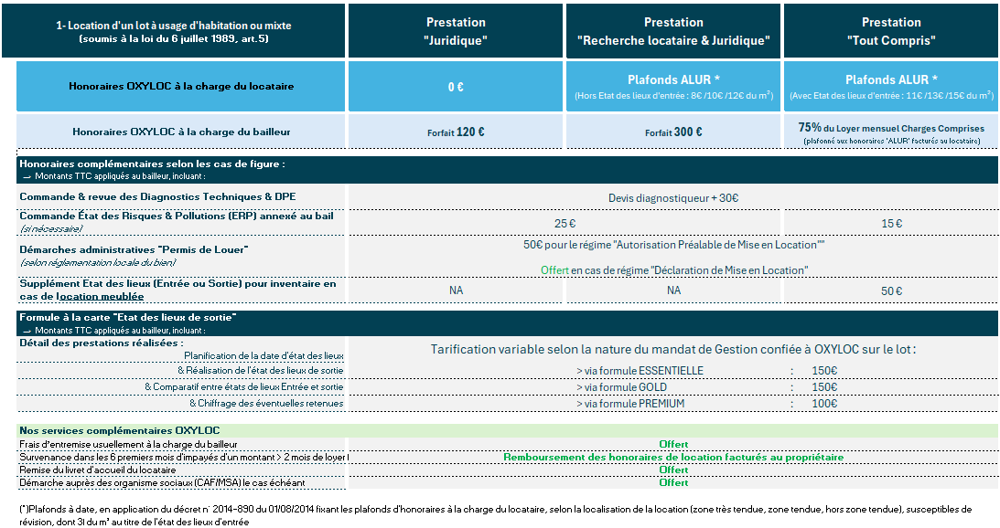 1- Location d'un lot à usage d'habitation ou mixte
(soumis à la loi du 6 juillet 1989, art.5)
Prestation
"Juridique"
Prestation
"Recherche locataire & Juridique"
Prestation
"Tout Compris"
Honoraires OXYLOC à la charge du locataire
0 €
Plafonds ALUR *
(Hors Etat des lieux d'entrée : 8€ /10€ /12€ du m²)
Plafonds ALUR *
(Avec Etat des lieux d'entrée : 11€ /13€ /15€ du m²)
Honoraires OXYLOC à la charge du bailleur
Forfait 120 €
Forfait 300 €
75% du Loyer mensuel Charges Comprises
(plafonné aux honoraires 'ALUR' facturés au locataire)
Honoraires complémentaires selon les cas de figure :
→ Montants TTC appliqués au bailleur, incluant :
Commande & revue des Diagnostics Techniques & DPE
Devis diagnostiqueur + 30€
Commande État des Risques & Pollutions (ERP) annexé au bail
(si nécessaire)
25 €
15 €
Démarches administratives "Permis de Louer"
(selon réglementation locale du bien)
50€ pour le régime "Autorisation Préalable de Mise en Location""
Offert en cas de régime "Déclaration de Mise en Location"
Supplément Etat des lieux (Entrée ou Sortie) pour inventaire en
cas de location meublée
NA
NA
50 €
Formule à la carte "Etat des lieux de sortie"
→ Montants TTC appliqués au bailleur, incluant :
Détail des prestations réalisées :
Planification de la date d'état des lieux
Tarification variable selon la nature du mandat de Gestion confiée à OXYLOC sur le lot :
& Réalisation de l'état des lieux de sortie
> via formule ESSENTIELLE : 150€
& Comparatif entre états de lieux Entrée et sortie
> via formule GOLD : 150€
& Chiffrage des éventuelles retenues
> via formule PREMIUM : 100€
Nos services complémentaires OXYLOC
Frais d'entremise usuellement à la charge du bailleur
Offert
Survenance dans les 6 premiers mois d'impayés d'un montant > 2 mois de loyer
Remboursement des honoraires de location facturés au propriétaire
Remise du livret d'accueil du locataire
Offert
Démarche auprès des organisme sociaux (CAF/MSA) le cas échéant
Offert
(*)Plafonds à date, en application du décret n° 2014-890 du 01/08/2014 fixant les plafonds d'honoraires à la charge du locataire, selon la localisation de la location (zone très tendue, zone tendue, hors zone tendue), susceptibles de
révision, dont 3l du m² au titre de l'état des lieux d'entrée